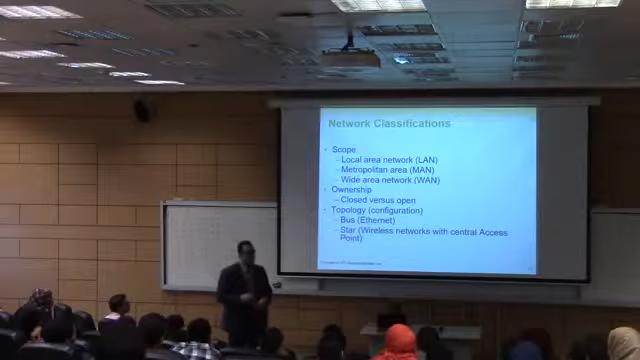 Network Classifications
• Scope
– Local area network (LAN)
– Metropolitan area (MAN)
– Wide area network (WAN)
• Ownership
– Closed versus open
• Topology (configuration)
– Bus (Ethernet)
– Star (Wireless networks with central Access
Point)